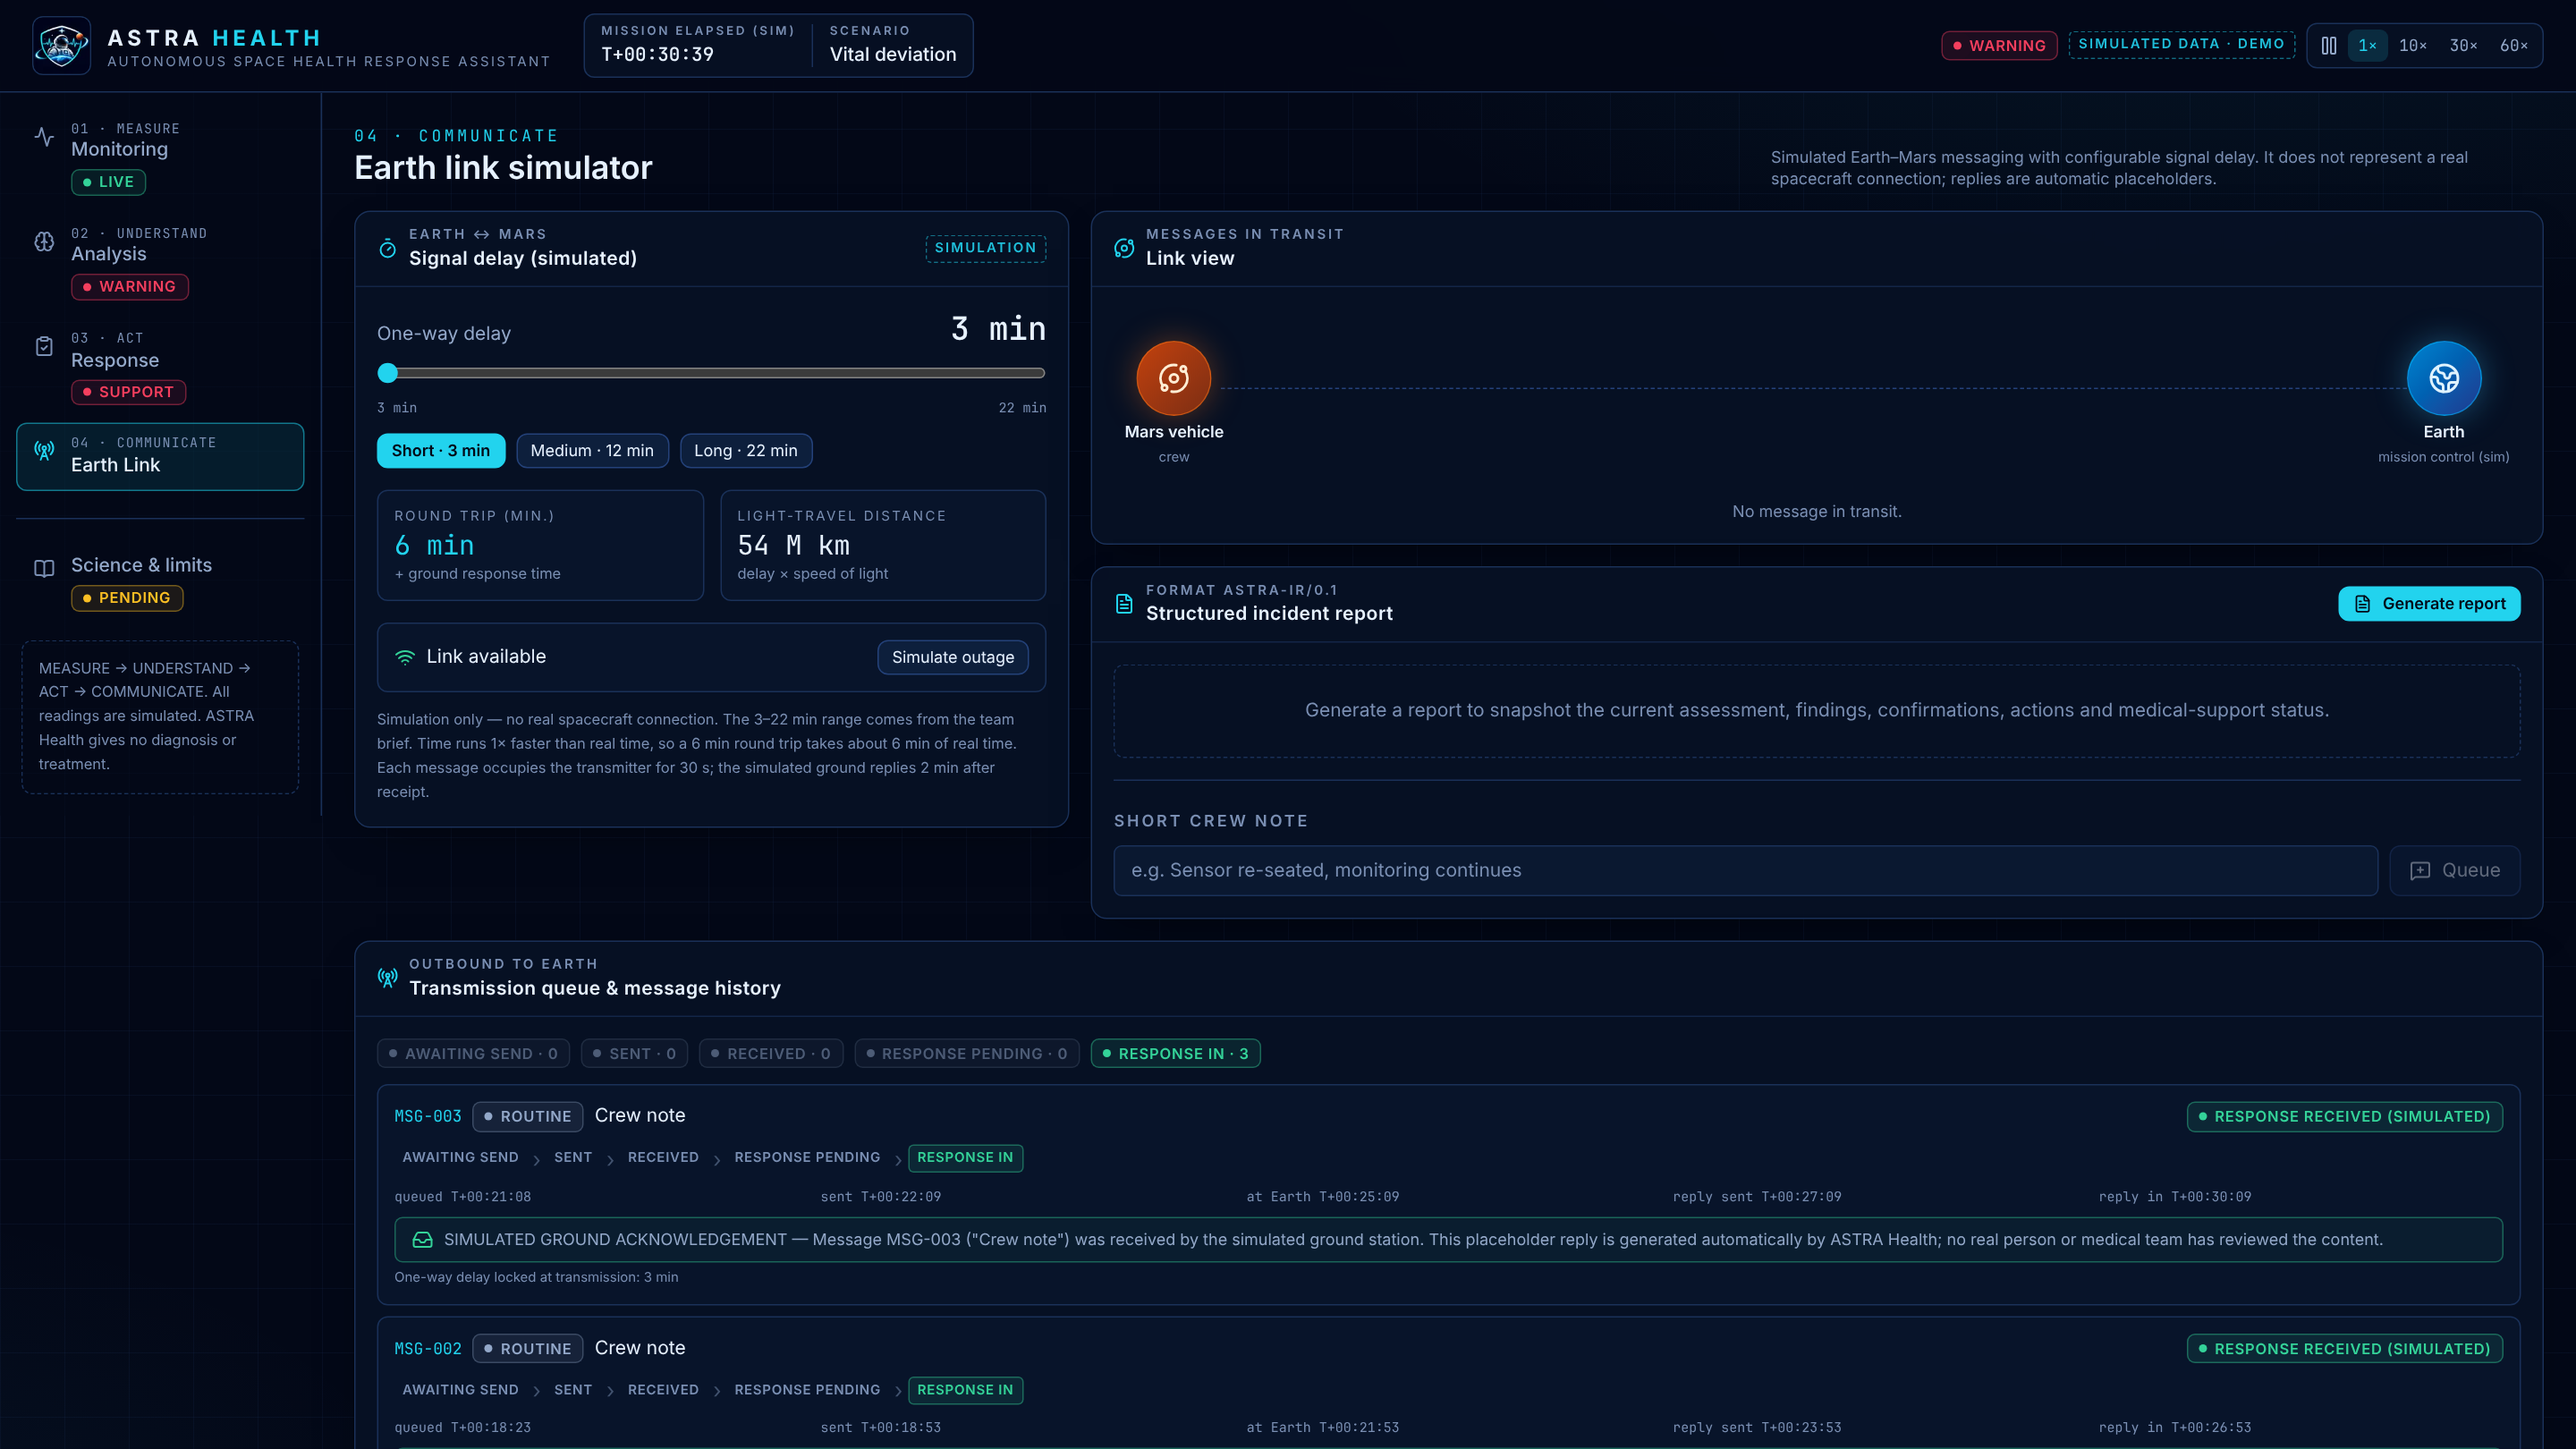 ASTRA HEALTH
AUTONOMOUS SPACE HEALTH RESPONSE ASSISTANT
MISSION ELAPSED (SIM)
T+00:30:39
SCENARIO
Vital deviation
WARNING
SIMULATED DATA · DEMO
1×
10×
30×
60×
01 · MEASURE
Monitoring
LIVE
02 · UNDERSTAND
Analysis
WARNING
03 · ACT
Response
SUPPORT
04 · COMMUNICATE
Earth Link
Science & limits
PENDING
MEASURE → UNDERSTAND →
ACT → COMMUNICATE. All
readings are simulated. ASTRA
Health gives no diagnosis or
treatment.
04 · COMMUNICATE
Earth link simulator
Simulated Earth–Mars messaging with configurable signal delay. It does not represent a real
spacecraft connection; replies are automatic placeholders.
EARTH ↔ MARS
Signal delay (simulated)
SIMULATION
One-way delay
3 min
3 min
22 min
Short · 3 min
Medium · 12 min
Long · 22 min
ROUND TRIP (MIN.)
6 min
+ ground response time
LIGHT-TRAVEL DISTANCE
54 M km
delay × speed of light
Link available
Simulate outage
Simulation only — no real spacecraft connection. The 3–22 min range comes from the team
brief. Time runs 1× faster than real time, so a 6 min round trip takes about 6 min of real time.
Each message occupies the transmitter for 30 s; the simulated ground replies 2 min after
receipt.
MESSAGES IN TRANSIT
Link view
Mars vehicle
crew
Earth
mission control (sim)
No message in transit.
FORMAT ASTRA-IR/0.1
Structured incident report
Generate report
Generate a report to snapshot the current assessment, findings, confirmations, actions and medical-support status.
SHORT CREW NOTE
e.g. Sensor re-seated, monitoring continues
Queue
OUTBOUND TO EARTH
Transmission queue & message history
AWAITING SEND · 0
SENT · 0
RECEIVED · 0
RESPONSE PENDING · 0
RESPONSE IN · 3
MSG-003
ROUTINE
Crew note
RESPONSE RECEIVED (SIMULATED)
AWAITING SEND › SENT › RECEIVED › RESPONSE PENDING › RESPONSE IN
queued T+00:21:08
sent T+00:22:09
at Earth T+00:25:09
reply sent T+00:27:09
reply in T+00:30:09
SIMULATED GROUND ACKNOWLEDGEMENT — Message MSG-003 ("Crew note") was received by the simulated ground station. This placeholder reply is generated automatically by ASTRA Health; no real person or medical team has reviewed the content.
One-way delay locked at transmission: 3 min
MSG-002
ROUTINE
Crew note
RESPONSE RECEIVED (SIMULATED)
AWAITING SEND › SENT › RECEIVED › RESPONSE PENDING › RESPONSE IN
queued T+00:18:23
sent T+00:18:53
at Earth T+00:21:53
reply sent T+00:23:53
reply in T+00:26:53